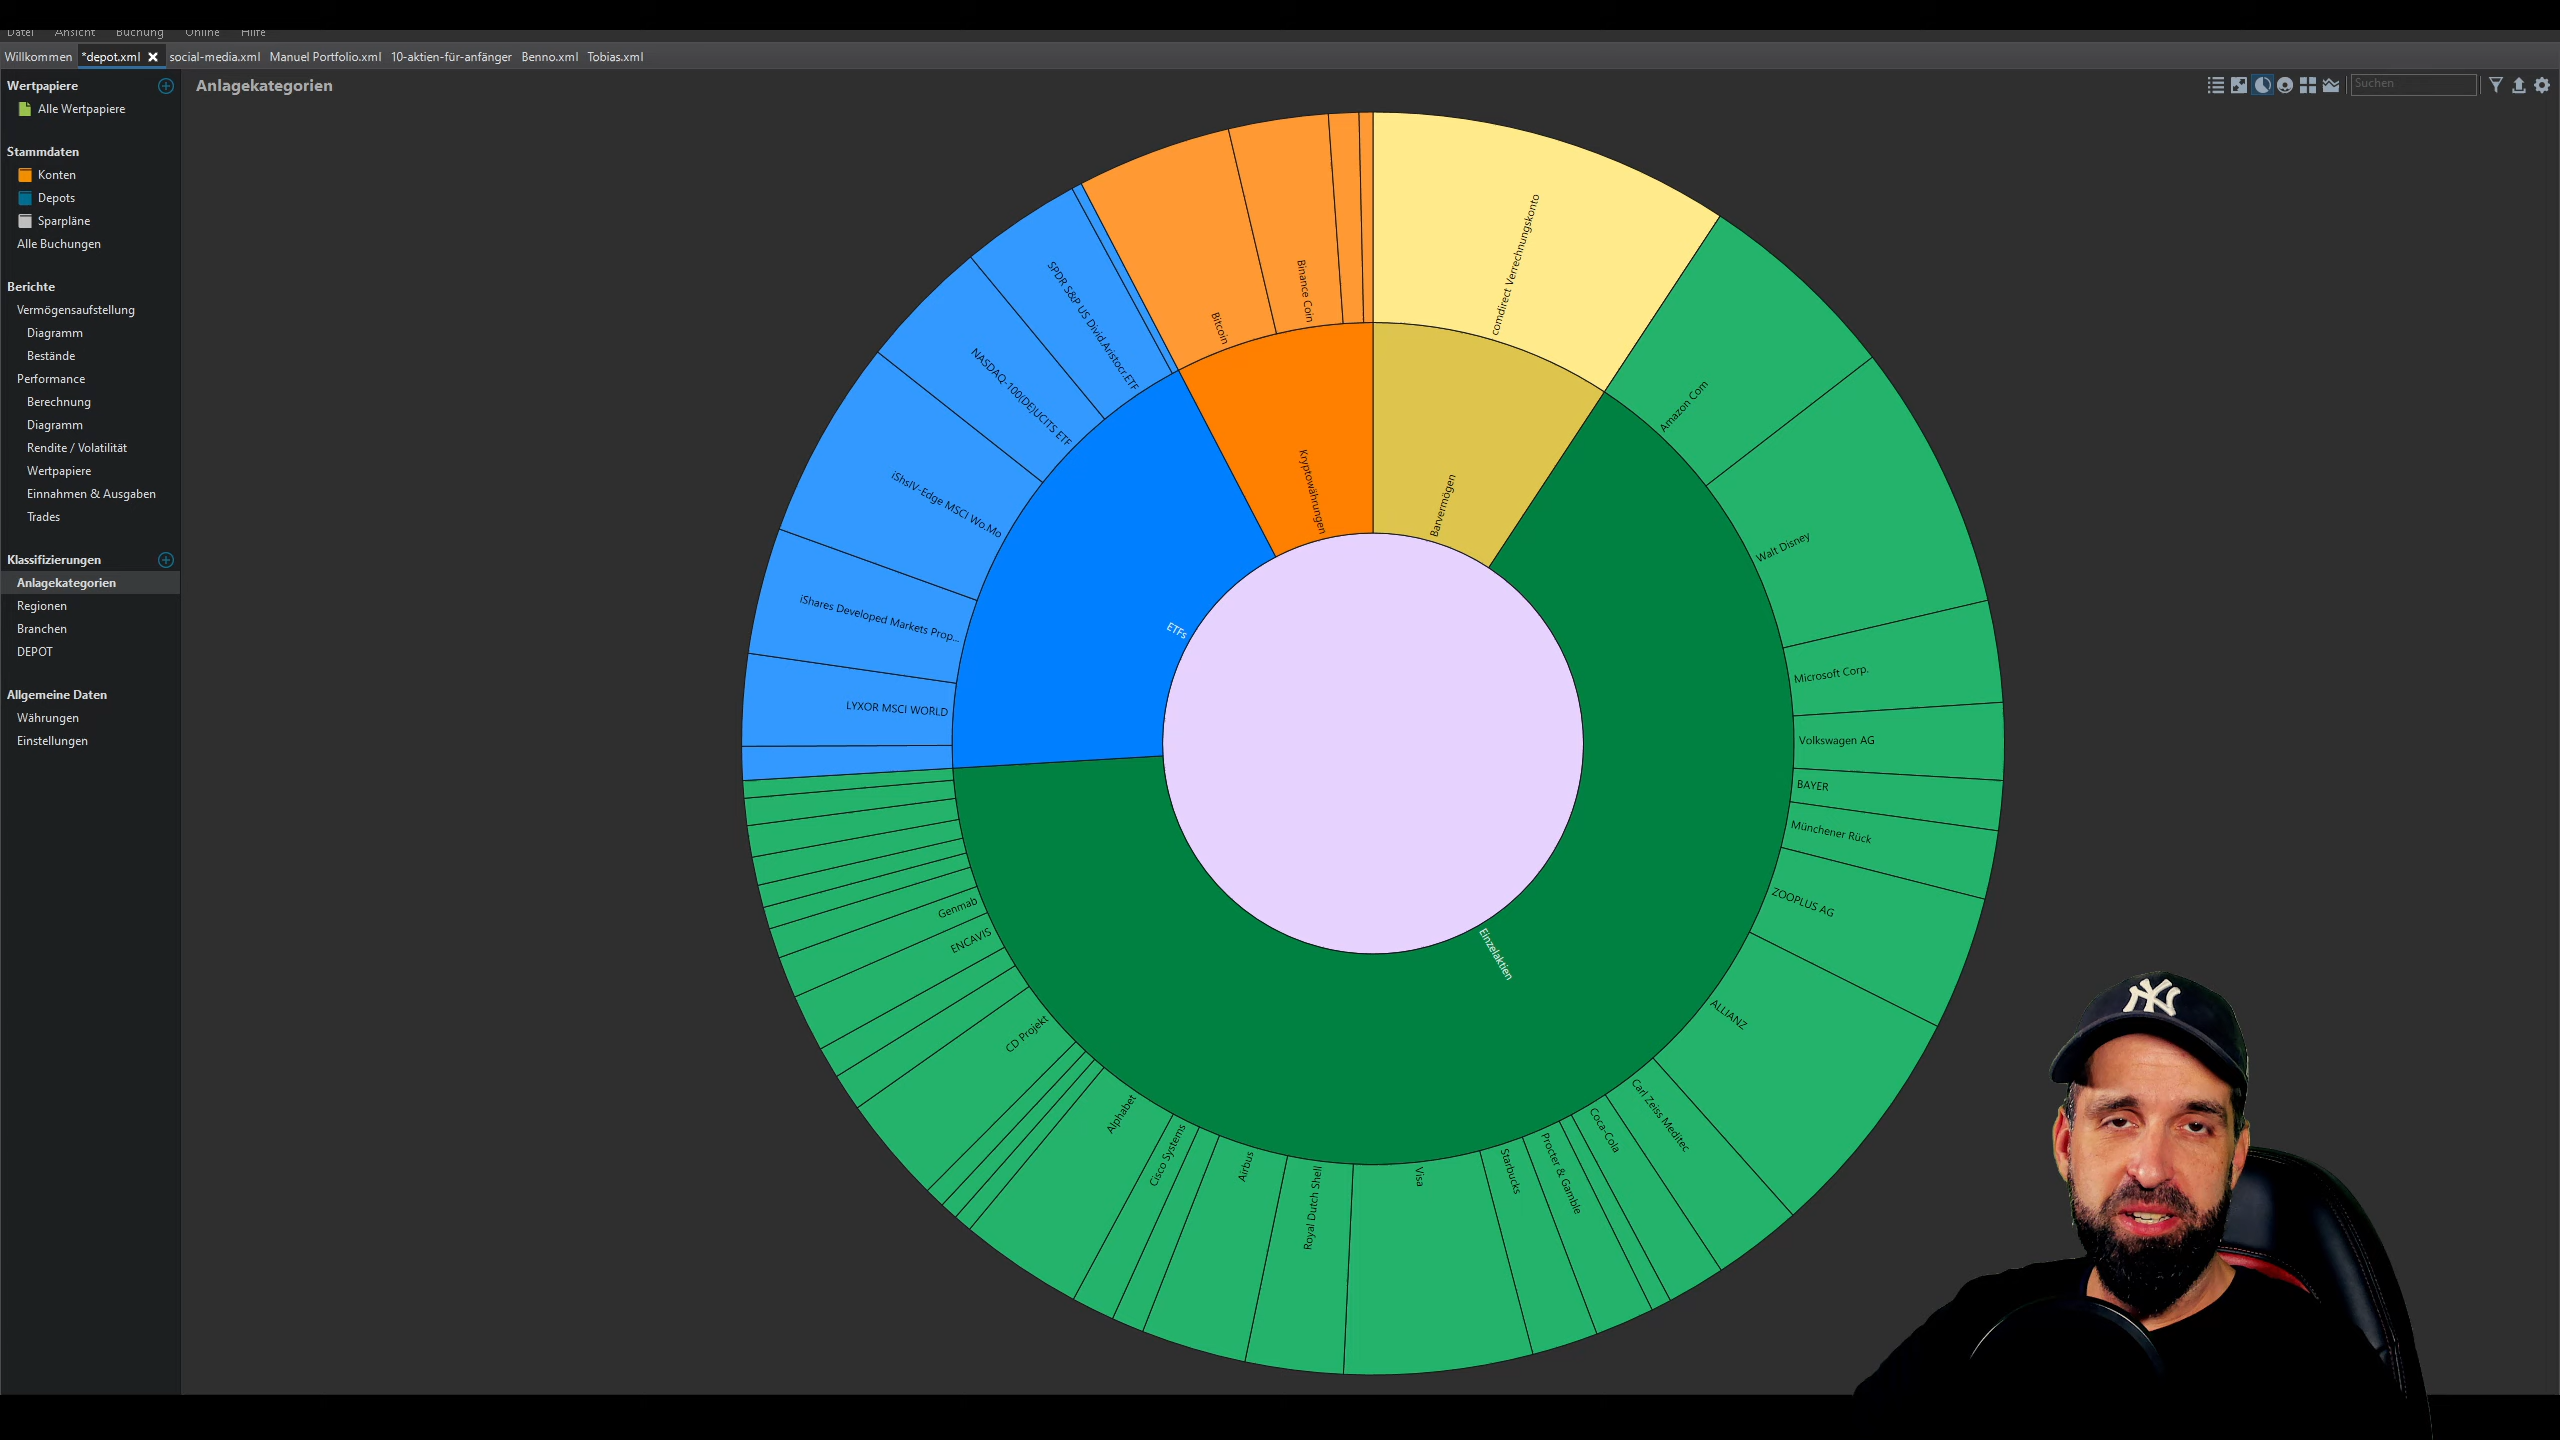 Datei Ansicht Buchung Online Hilfe
Willkommen *depot.xml social-media.xml Manuel Portfolio.xml 10-aktien-für-anfänger Benno.xml Tobias.xml
Wertpapiere
Alle Wertpapiere
Stammdaten
Konten
Depots
Sparpläne
Alle Buchungen
Berichte
Vermögensaufstellung
Diagramm
Bestände
Performance
Berechnung
Diagramm
Rendite / Volatilität
Wertpapiere
Einnahmen & Ausgaben
Trades
Klassifizierungen
Anlagekategorien
Regionen
Branchen
DEPOT
Allgemeine Daten
Währungen
Einstellungen
Anlagekategorien
Suchen
Barvermögen
comdirect Verrechnungskonto
Einzelaktien
Amazon Com
Walt Disney
Microsoft Corp.
Volkswagen AG
BAYER
Münchener Rück
ZOOPLUS AG
ALLIANZ
Carl Zeiss Meditec
Coca-Cola
Procter & Gamble
Starbucks
Visa
Royal Dutch Shell
Airbus
Cisco Systems
Alphabet
CD Projekt
ENCAVIS
Genmab
ETFs
LYXOR MSCI WORLD
iShares Developed Markets Prop...
iShsIV-Edge MSCI Wo.Mo
NASDAQ-100(DE)UCITS ETF
SPDR S&P US Divid.Aristocr.ETF
Kryptowährungen
Bitcoin
Binance Coin
NY